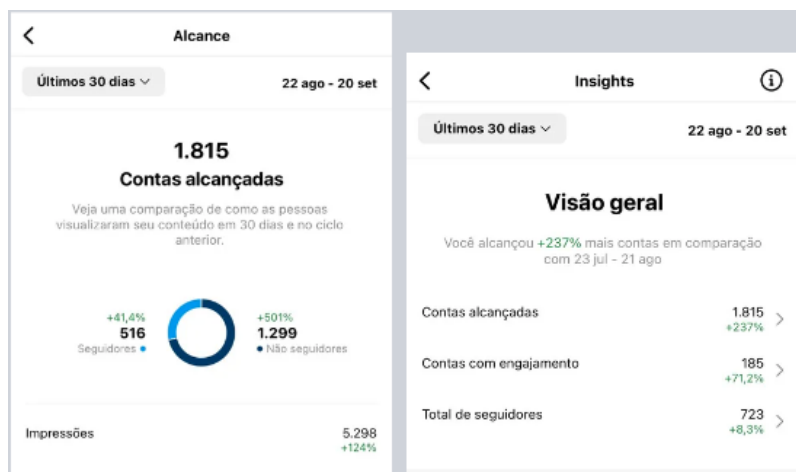 Alcance
Últimos 30 dias
22 ago - 20 set
1.815
Contas alcançadas
Veja uma comparação de como as pessoas
visualizaram seu conteúdo em 30 dias e no ciclo
anterior.
+41,4%
516
Seguidores
+501%
1.299
Não seguidores
Impressões
5.298
+124%
Insights
Últimos 30 dias
22 ago - 20 set
Visão geral
Você alcançou +237% mais contas em comparação
com 23 jul - 21 ago
Contas alcançadas
1.815
+237%
Contas com engajamento
185
+71,2%
Total de seguidores
723
+8,3%